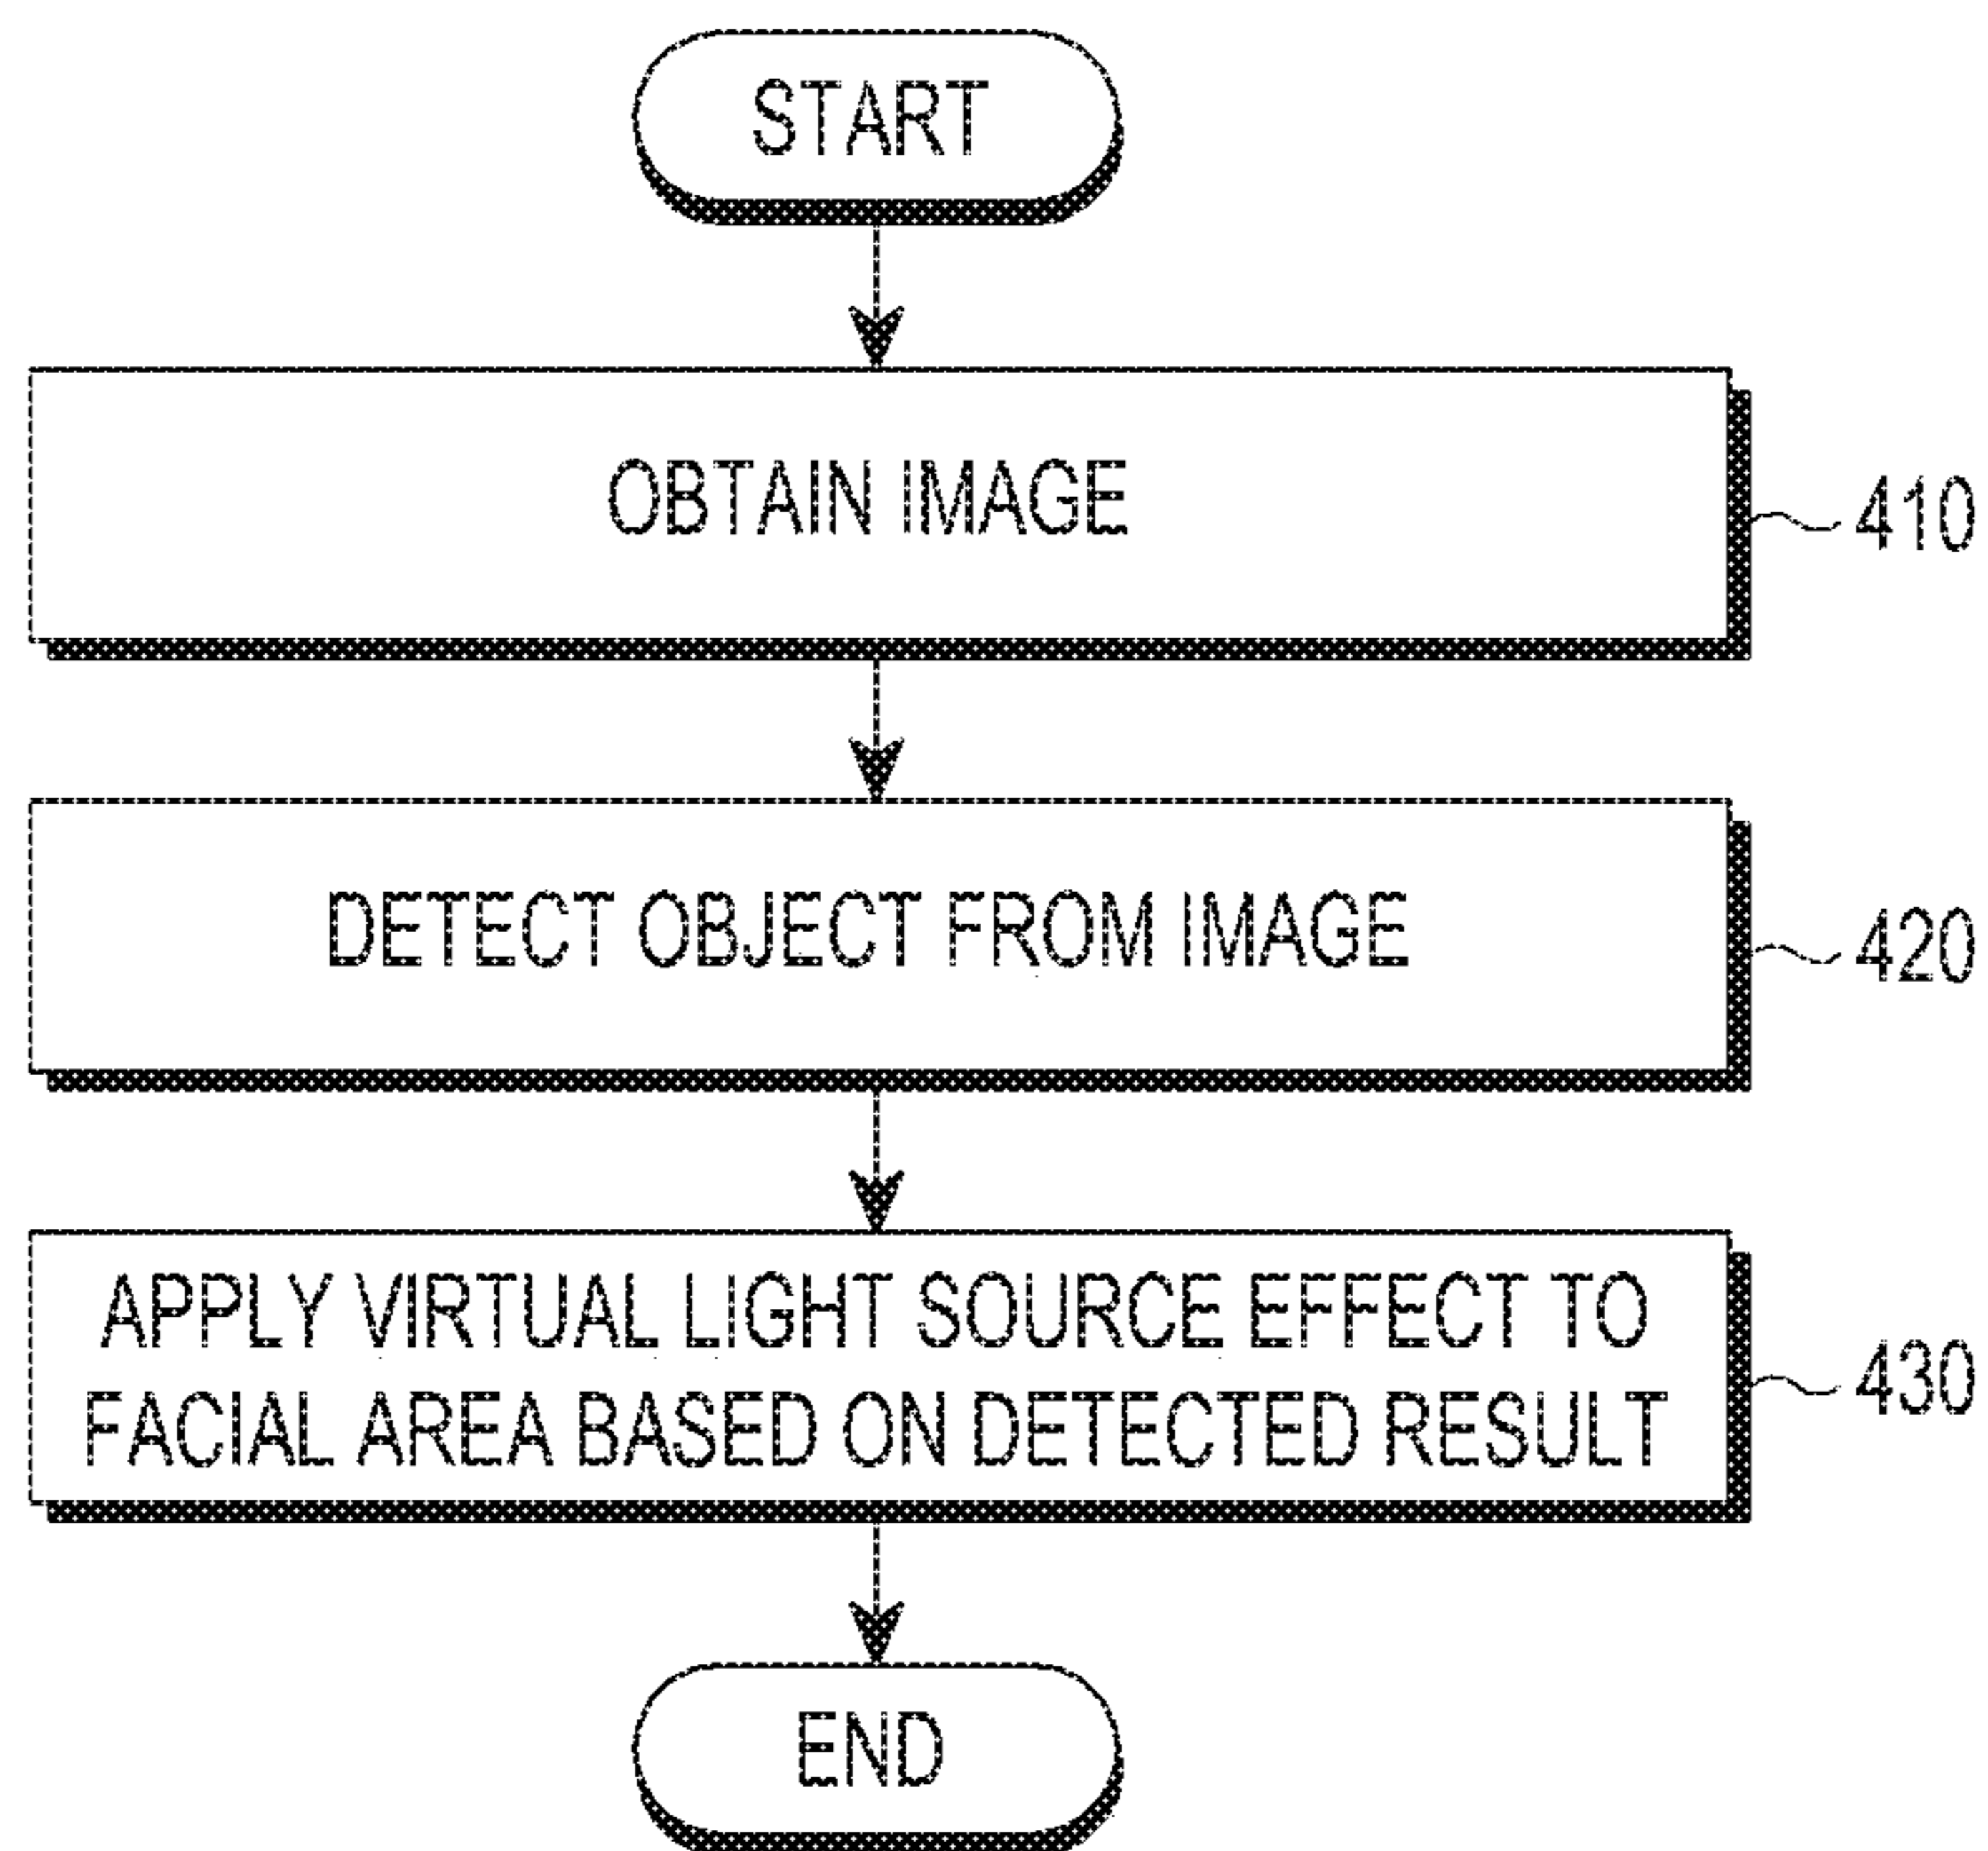 START
OBTAIN IMAGE
410
DETECT OBJECT FROM IMAGE
420
APPLY VIRTUAL LIGHT SOURCE EFFECT TO
FACIAL AREA BASED ON DETECTED RESULT
430
END